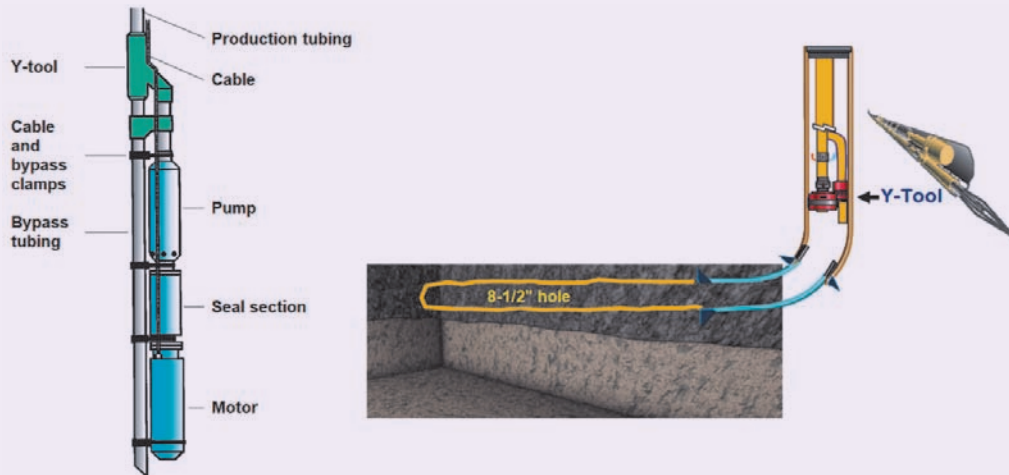 Production tubing
Y-tool
Cable
Cable
and
bypass
clamps
Bypass
tubing
Pump
Seal section
Motor
Y-Tool
8-1/2" hole